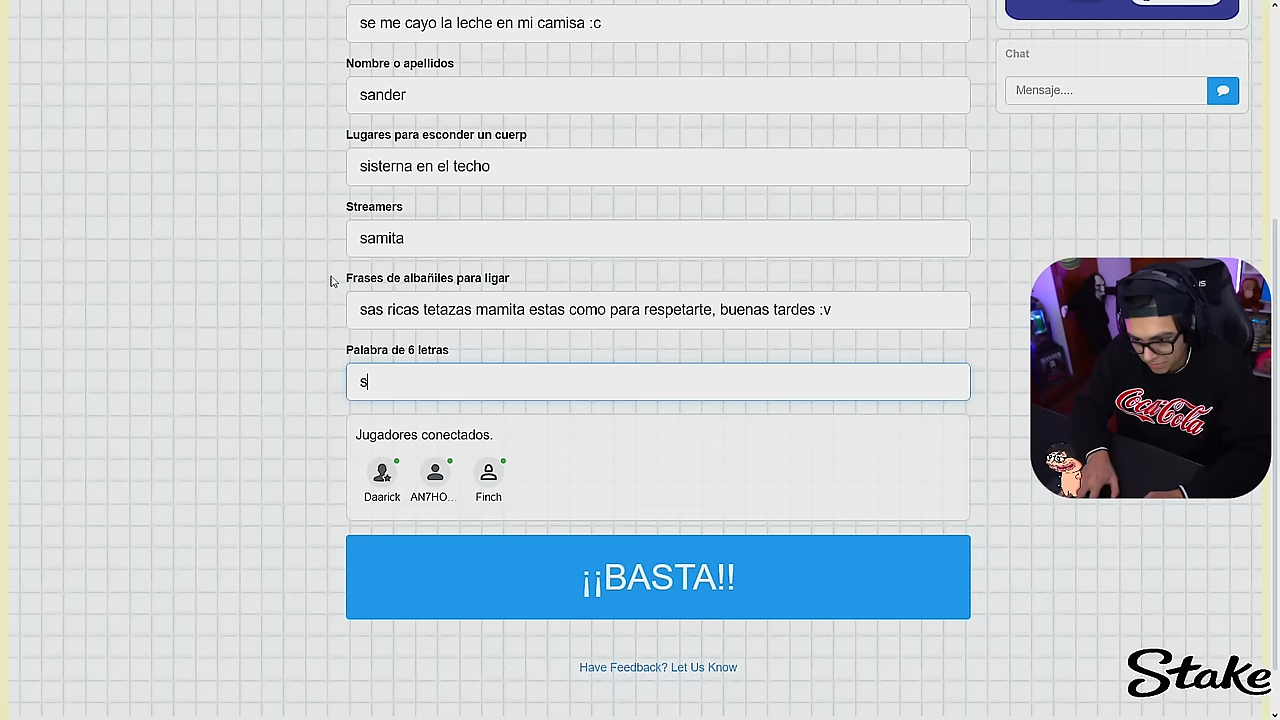 se me cayo la leche en mi camisa :c
Chat
Nombre o apellidos
Mensaje....
sander
Lugares para esconder un cuerp
sisterna en el techo
Streamers
samita
Frases de albañiles para ligar
sas ricas tetazas mamita estas como para respetarte, buenas tardes :v
Palabra de 6 letras
s
Coca-Cola
Jugadores conectados.
Daarick AN7HO... Finch
¡¡BASTA!!
Have Feedback? Let Us Know
Stake